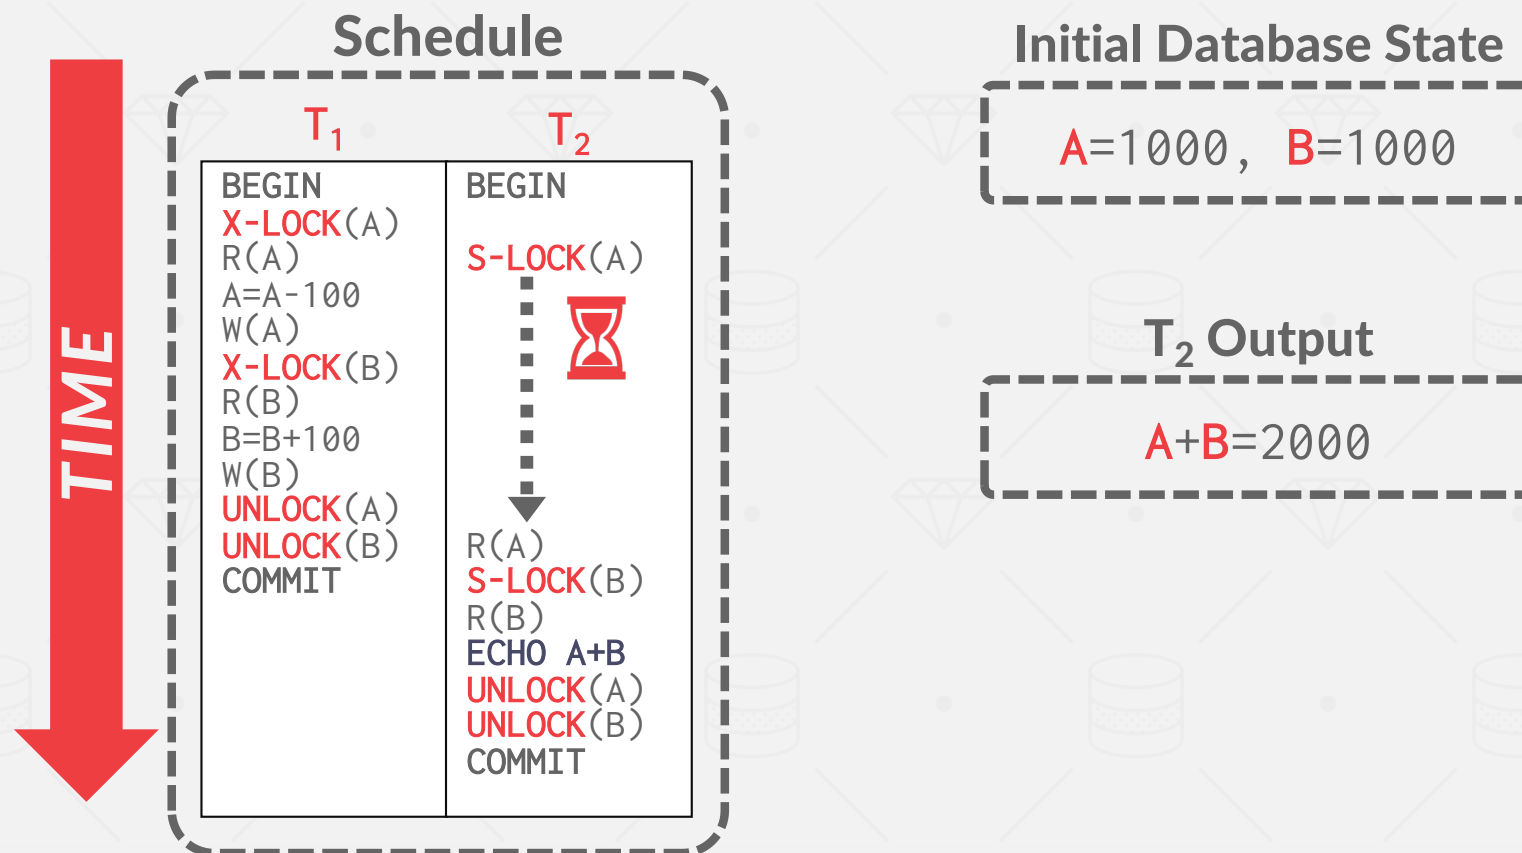 Schedule
T1
T2
BEGIN
X-LOCK(A)
R(A)
A=A-100
W(A)
X-LOCK(B)
R(B)
B=B+100
W(B)
UNLOCK(A)
UNLOCK(B)
COMMIT
BEGIN
S-LOCK(A)
R(A)
S-LOCK(B)
R(B)
ECHO A+B
UNLOCK(A)
UNLOCK(B)
COMMIT
TIME
Initial Database State
A=1000, B=1000
T2 Output
A+B=2000